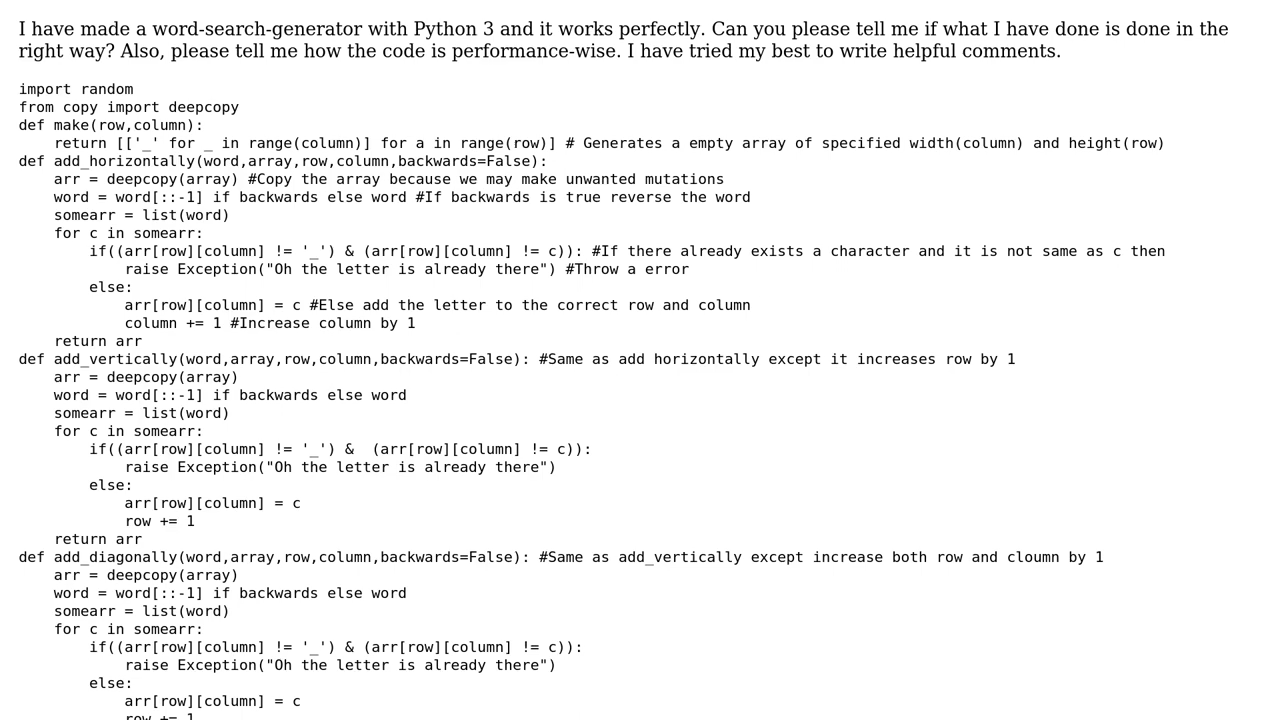 I have made a word-search-generator with Python 3 and it works perfectly. Can you please tell me if what I have done is done in the
right way? Also, please tell me how the code is performance-wise. I have tried my best to write helpful comments.
import random
from copy import deepcopy
def make(row,column):
    return [['_' for _ in range(column)] for a in range(row)] # Generates a empty array of specified width(column) and height(row)
def add_horizontally(word,array,row,column,backwards=False):
    arr = deepcopy(array) #Copy the array because we may make unwanted mutations
    word = word[::-1] if backwards else word #If backwards is true reverse the word
    somearr = list(word)
    for c in somearr:
        if((arr[row][column] != '_') & (arr[row][column] != c)): #If there already exists a character and it is not same as c then
            raise Exception("Oh the letter is already there") #Throw a error
        else:
            arr[row][column] = c #Else add the letter to the correct row and column
            column += 1 #Increase column by 1
    return arr
def add_vertically(word,array,row,column,backwards=False): #Same as add horizontally except it increases row by 1
    arr = deepcopy(array)
    word = word[::-1] if backwards else word
    somearr = list(word)
    for c in somearr:
        if((arr[row][column] != '_') &  (arr[row][column] != c)):
            raise Exception("Oh the letter is already there")
        else:
            arr[row][column] = c
            row += 1
    return arr
def add_diagonally(word,array,row,column,backwards=False): #Same as add_vertically except increase both row and cloumn by 1
    arr = deepcopy(array)
    word = word[::-1] if backwards else word
    somearr = list(word)
    for c in somearr:
        if((arr[row][column] != '_') & (arr[row][column] != c)):
            raise Exception("Oh the letter is already there")
        else:
            arr[row][column] = c
            row += 1